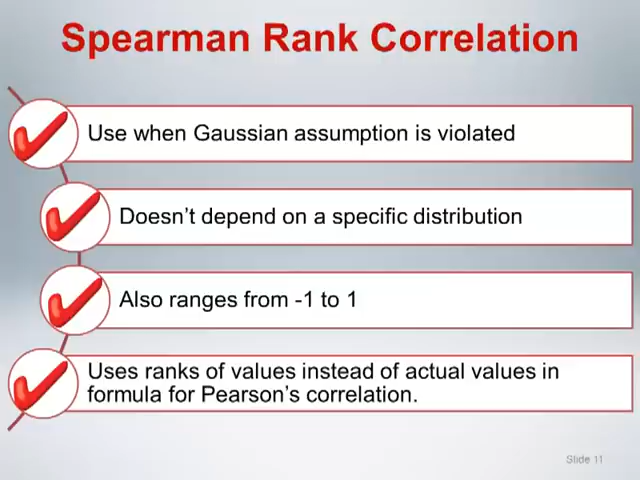 Spearman Rank Correlation
Use when Gaussian assumption is violated
Doesn’t depend on a specific distribution
Also ranges from -1 to 1
Uses ranks of values instead of actual values in
formula for Pearson’s correlation.
Slide 11